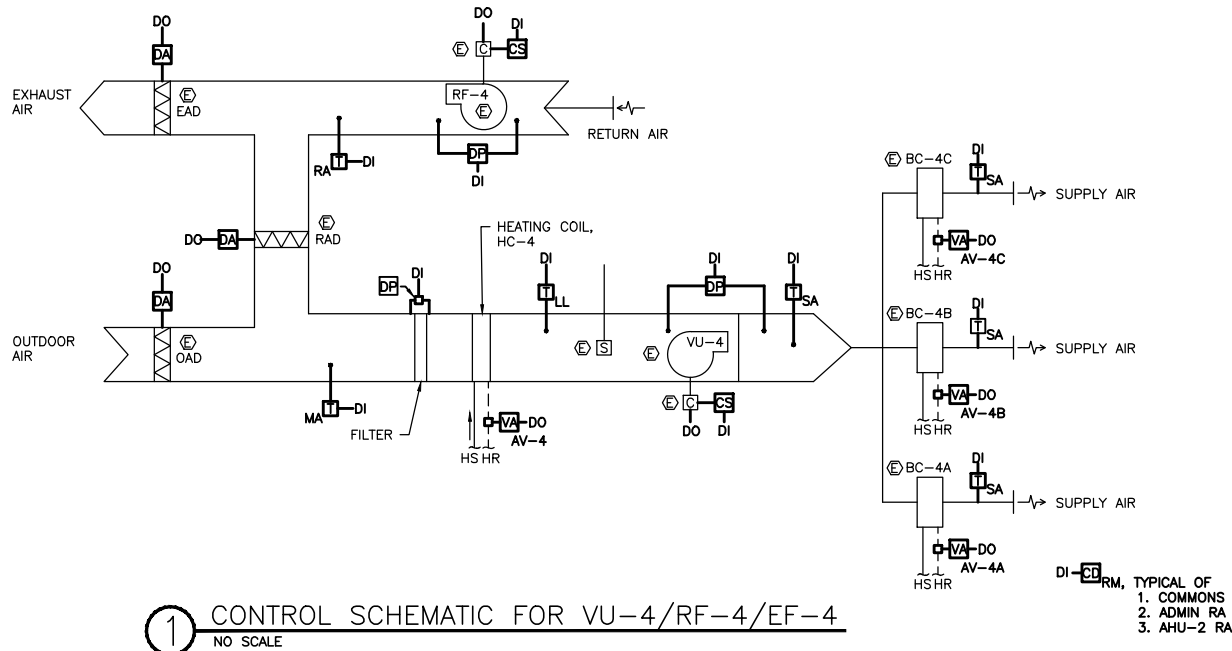 DO
DI
DO
E
C
CS
DA
EXHAUST
AIR
E
EAD
RF-4
E
RETURN AIR
RA
T
DI
DP
DI
DI
E
BC-4C
T
SA
SUPPLY AIR
DO
DA
E
RAD
HEATING COIL,
HC-4
VA
DO
AV-4C
HS
HR
DO
DA
DP
DI
DI
T
LL
DI
DP
DI
T
SA
E
BC-4B
DI
T
SA
SUPPLY AIR
OUTDOOR
AIR
E
OAD
E
S
E
VU-4
VA
DO
AV-4B
HS
HR
MA
T
DI
FILTER
VA
DO
AV-4
HS
HR
E
C
CS
DO
DI
E
BC-4A
DI
T
SA
SUPPLY AIR
VA
DO
AV-4A
HS
HR
DI
CD
RM, TYPICAL OF
1. COMMONS
2. ADMIN RA
3. AHU-2 RA
1
CONTROL SCHEMATIC FOR VU-4/RF-4/EF-4
NO SCALE